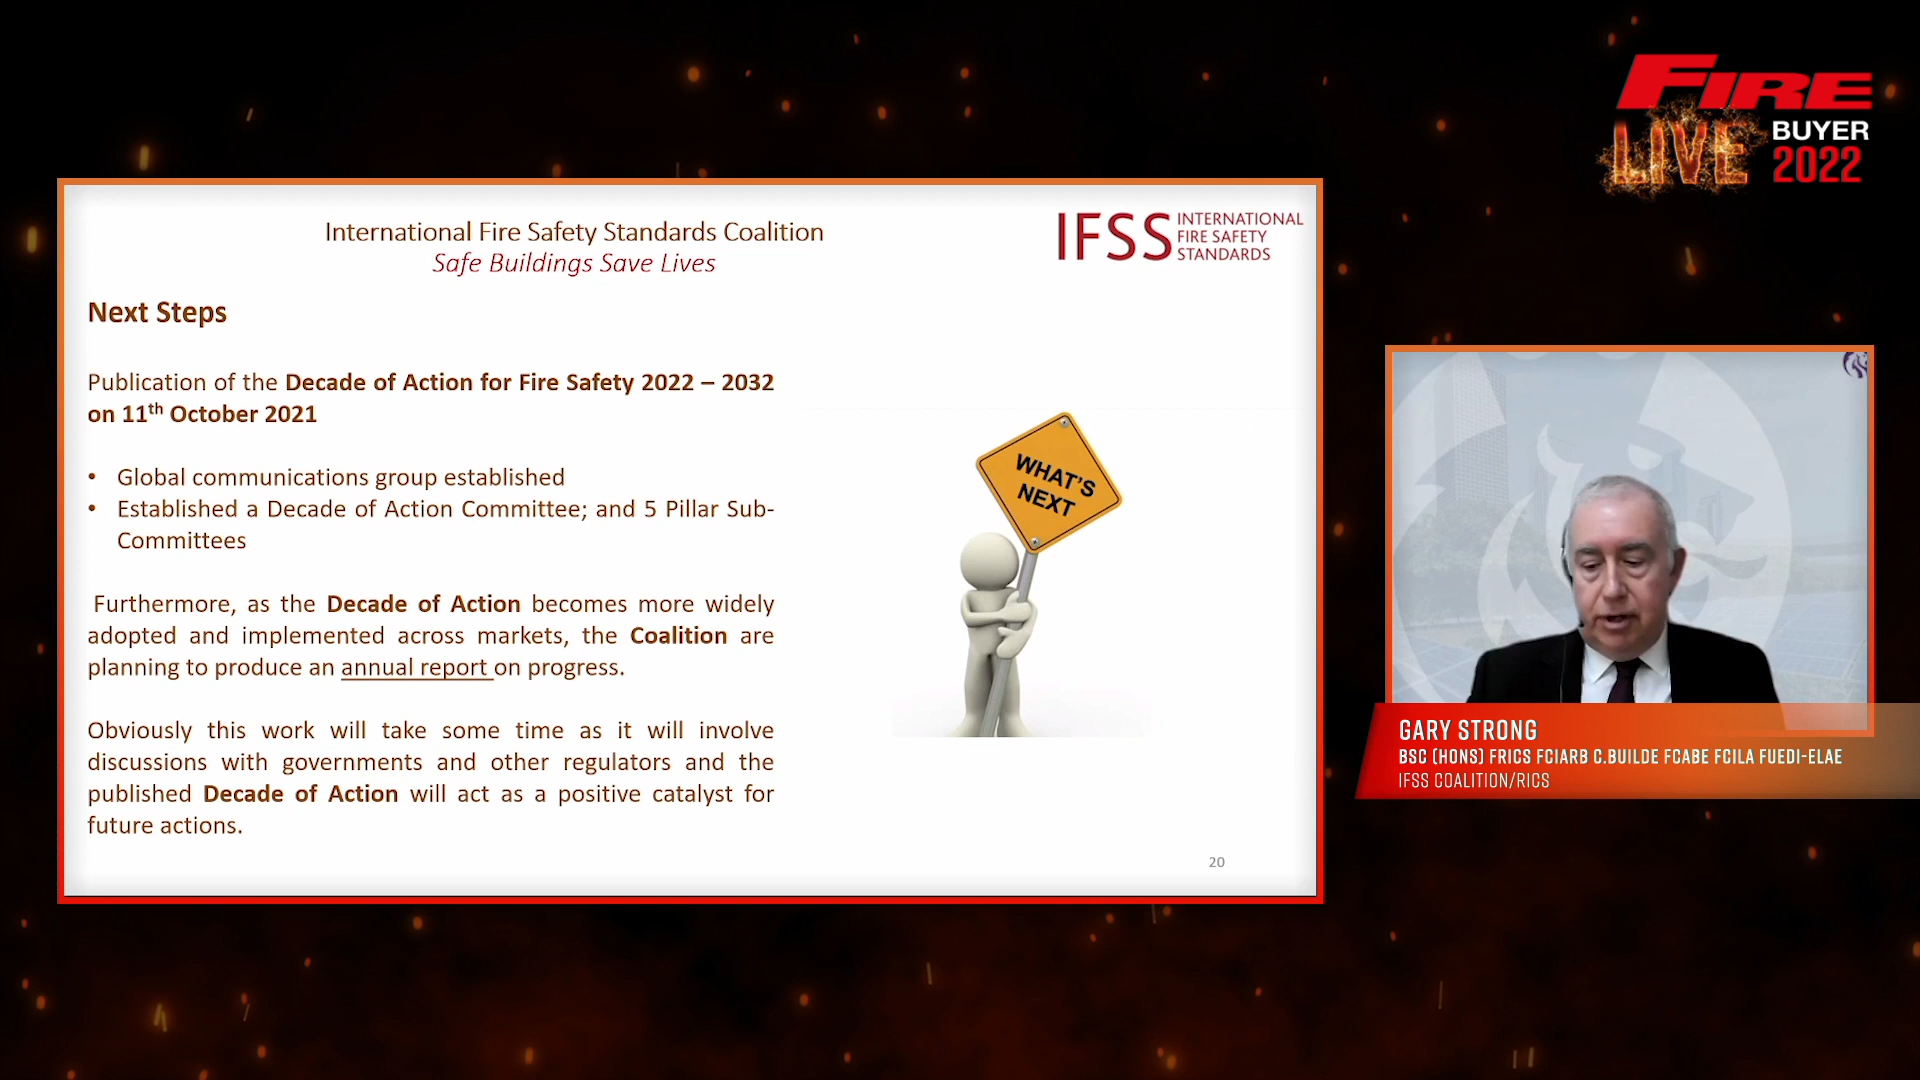 FIRE
LIVE
BUYER
2022
International Fire Safety Standards Coalition
Safe Buildings Save Lives
IFSS
INTERNATIONAL
FIRE SAFETY
STANDARDS
Next Steps
Publication of the Decade of Action for Fire Safety 2022 – 2032
on 11th October 2021
• Global communications group established
• Established a Decade of Action Committee; and 5 Pillar Sub-
Committees
Furthermore, as the Decade of Action becomes more widely
adopted and implemented across markets, the Coalition are
planning to produce an annual report on progress.
Obviously this work will take some time as it will involve
discussions with governments and other regulators and the
published Decade of Action will act as a positive catalyst for
future actions.
WHAT'S
NEXT
20
GARY STRONG
BSC (HONS) FRICS FCIARB C.BUILDE FCABE FCILA FUEDI-ELAE
IFSS COALITION/RICS